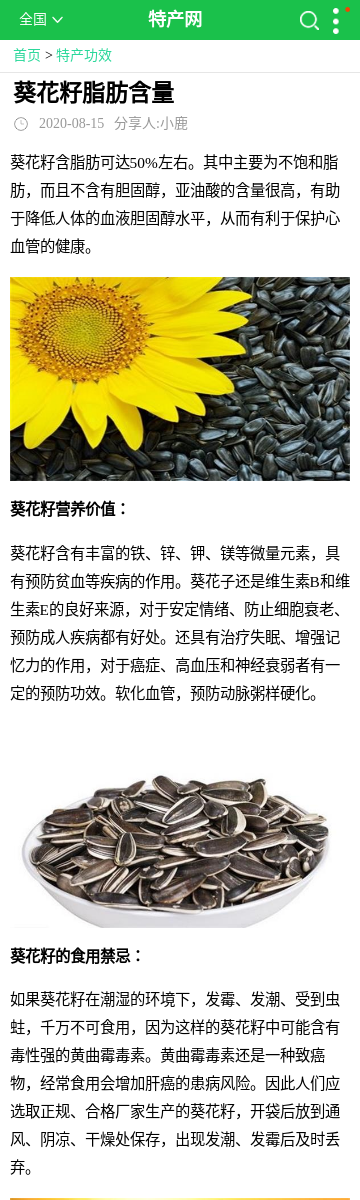 全国
特产网
首页 > 特产功效
葵花籽脂肪含量
2020-08-15 分享人:小鹿
葵花籽含脂肪可达50%左右。其中主要为不饱和脂
肪，而且不含有胆固醇，亚油酸的含量很高，有助
于降低人体的血液胆固醇水平，从而有利于保护心
血管的健康。
葵花籽营养价值：
葵花籽含有丰富的铁、锌、钾、镁等微量元素，具
有预防贫血等疾病的作用。葵花子还是维生素B和维
生素E的良好来源，对于安定情绪、防止细胞衰老、
预防成人疾病都有好处。还具有治疗失眠、增强记
忆力的作用，对于癌症、高血压和神经衰弱者有一
定的预防功效。软化血管，预防动脉粥样硬化。
葵花籽的食用禁忌：
如果葵花籽在潮湿的环境下，发霉、发潮、受到虫
蛀，千万不可食用，因为这样的葵花籽中可能含有
毒性强的黄曲霉毒素。黄曲霉毒素还是一种致癌
物，经常食用会增加肝癌的患病风险。因此人们应
选取正规、合格厂家生产的葵花籽，开袋后放到通
风、阴凉、干燥处保存，出现发潮、发霉后及时丢
弃。